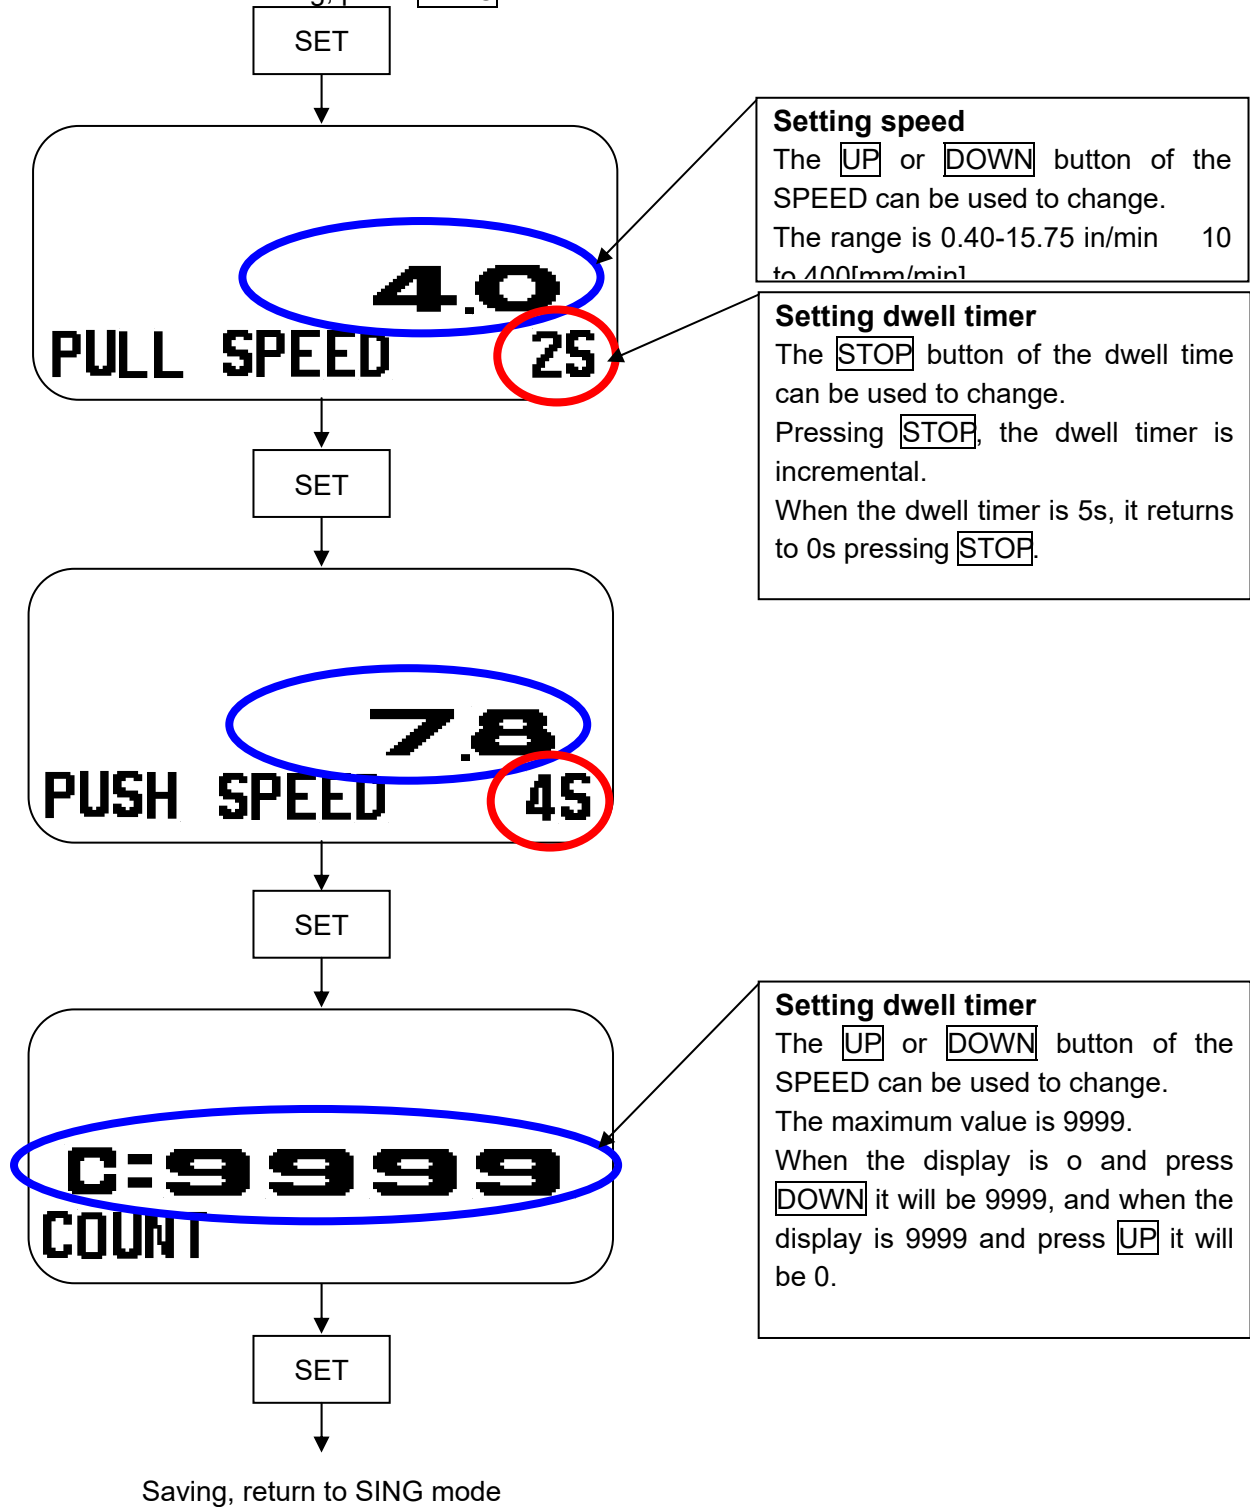 SET
Setting speed
The UP or DOWN button of the
SPEED can be used to change.
The range is 0.40-15.75 in/min 10
to 400[mm/min]
4.0
PULL SPEED 2S
Setting dwell timer
The STOP button of the dwell time
can be used to change.
Pressing STOP, the dwell timer is
incremental.
When the dwell timer is 5s, it returns
to 0s pressing STOP.
SET
7.8
PUSH SPEED 4S
SET
Setting dwell timer
The UP or DOWN button of the
SPEED can be used to change.
The maximum value is 9999.
When the display is o and press
DOWN it will be 9999, and when the
display is 9999 and press UP it will
be 0.
C:9999
COUNT
SET
Saving, return to SING mode